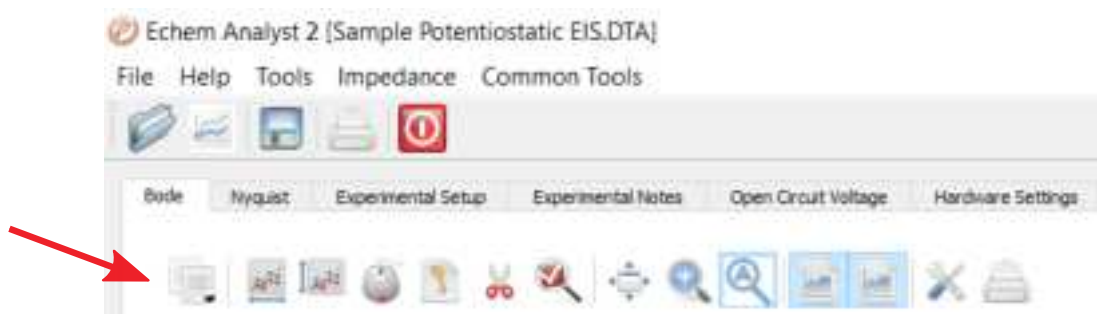 Echem Analyst 2 [Sample Potentiostatic EIS.DTA]
File Help Tools Impedance Common Tools
Bode Nyquist Experimental Setup Experimental Notes Open Circuit Voltage Hardware Settings